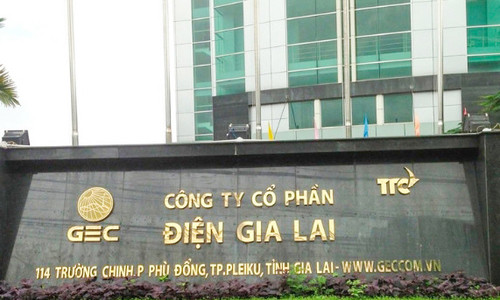 CÔNG TY CỔ PHẦN
TTC
GEC
ĐIỆN GIA LAI
114 TRƯỜNG CHINH.P PHÙ ĐỔNG,TP.PLEIKU,TỈNH GIA LAI- WWW.GECCOM.VN